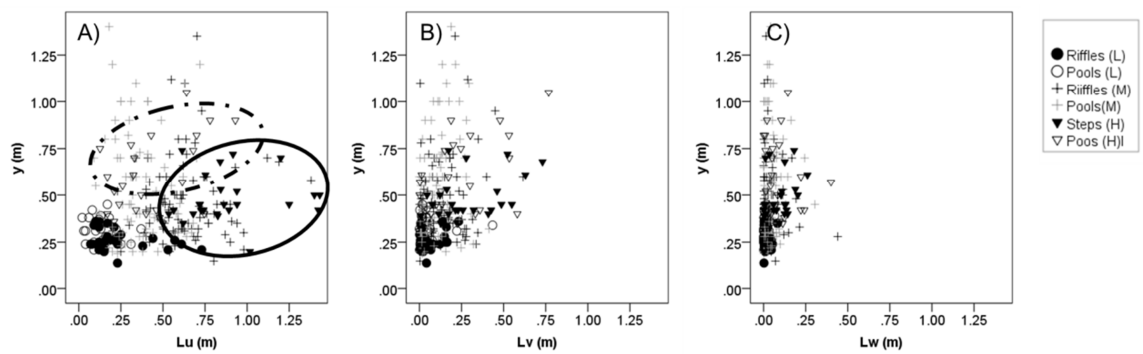 A)
B)
C)
y (m)
1.25
1.00
.75
.50
.25
.00
.00 .25 .50 .75 1.00 1.25
Lu (m)
y (m)
1.25
1.00
.75
.50
.25
.00
.00 .25 .50 .75 1.00 1.25
Lv (m)
y (m)
1.25
1.00
.75
.50
.25
.00
.00 .25 .50 .75 1.00 1.25
Lw (m)
Riffles (L)
Pools (L)
Riiffles (M)
Pools(M)
Steps (H)
Poos (H)l